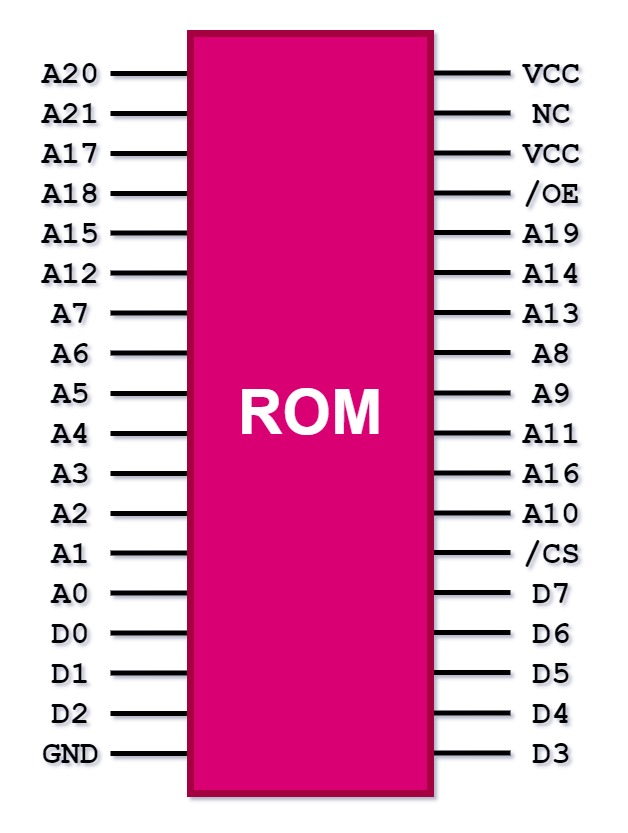 A20 VCC
A21 NC
A17 VCC
A18 /OE
A15 A19
A12 A14
A7 A13
A6 A8
A5 A9
ROM
A4 A11
A3 A16
A2 A10
A1 /CS
A0 D7
D0 D6
D1 D5
D2 D4
GND D3